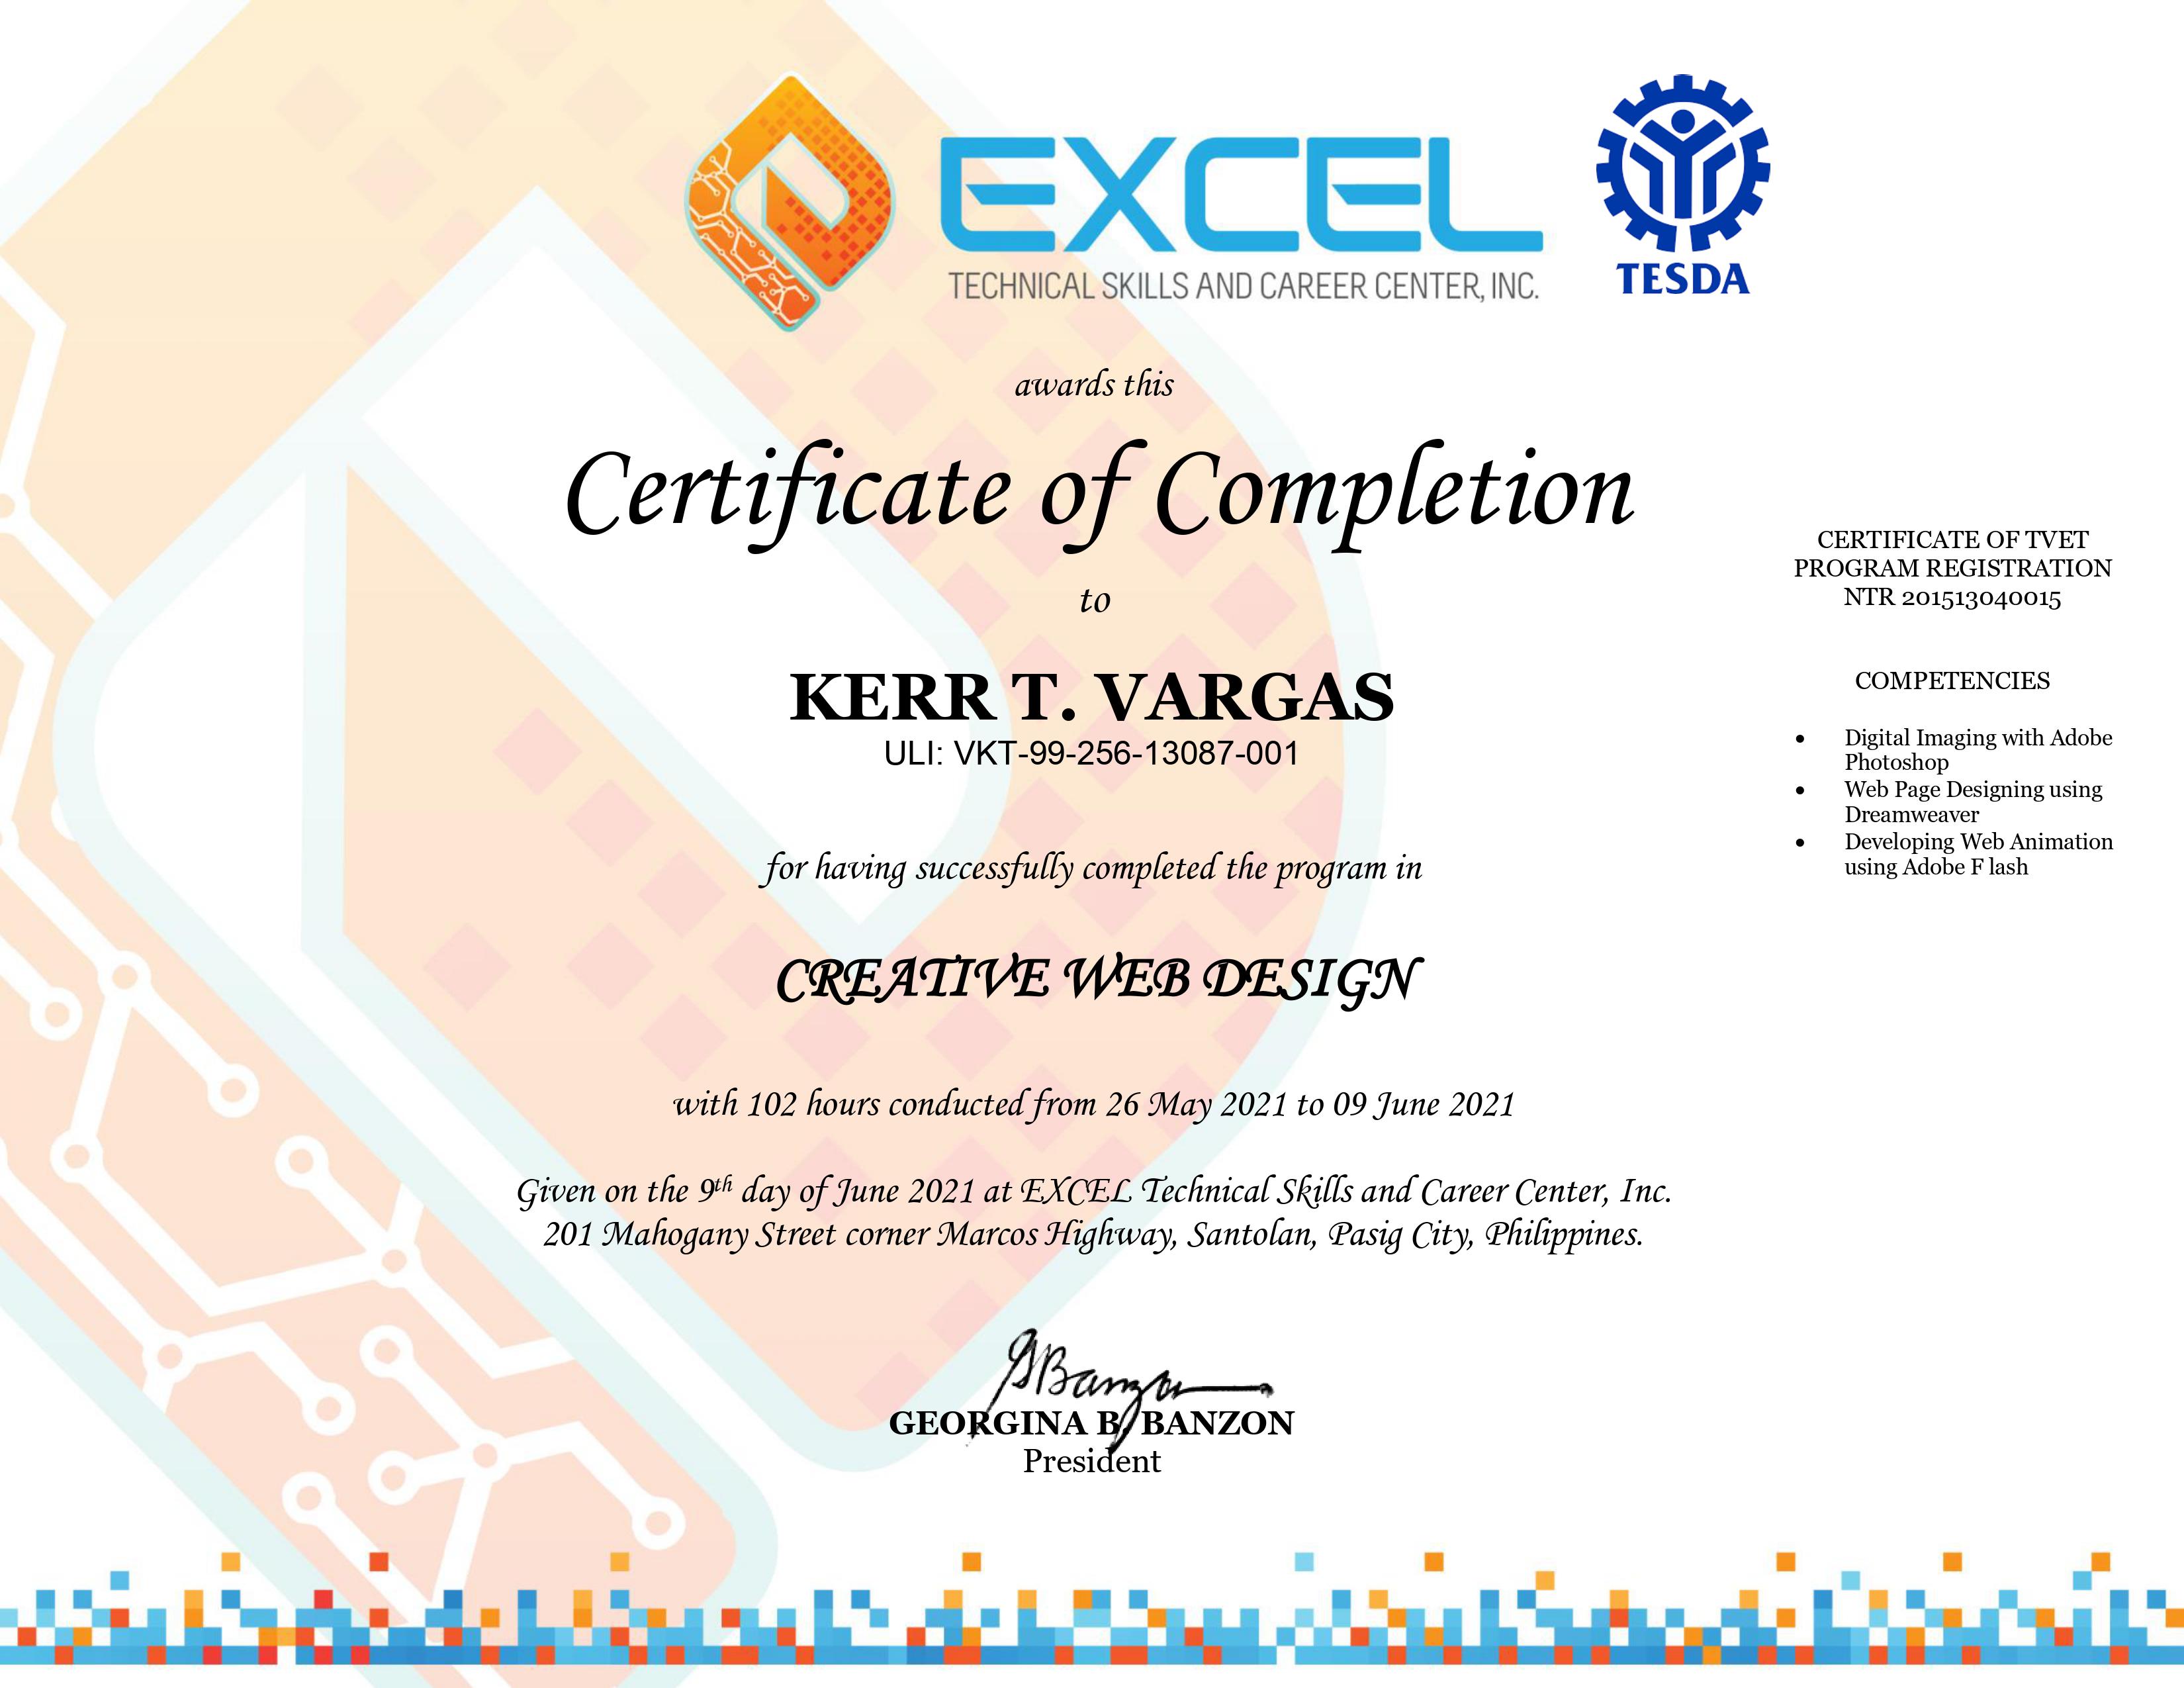 EXCEL
TECHNICAL SKILLS AND CAREER CENTER, INC.
TESDA
awards this
Certificate of Completion
to
KERR T. VARGAS
ULI: VKT-99-256-13087-001
for having successfully completed the program in
CREATIVE WEB DESIGN
with 102 hours conducted from 26 May 2021 to 09 June 2021
Given on the 9th day of June 2021 at EXCEL Technical Skills and Career Center, Inc.
201 Mahogany Street corner Marcos Highway, Santolan, Pasig City, Philippines.
GBanzon
GEORGINA B. BANZON
President
CERTIFICATE OF TVET
PROGRAM REGISTRATION
NTR 201513040015
COMPETENCIES
• Digital Imaging with Adobe
Photoshop
• Web Page Designing using
Dreamweaver
• Developing Web Animation
using Adobe F lash